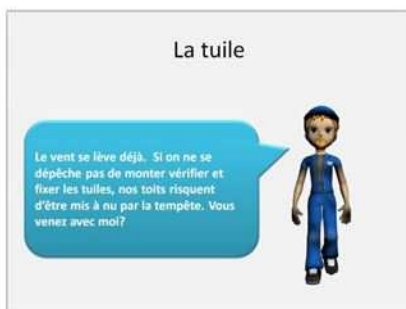 La tuile
Le vent se lève déjà.  Si on ne se
dépêche pas de monter vérifier et
fixer les tuiles, nos toits risquent
d'être mis à nu par la tempête. Vous
venez avec moi?